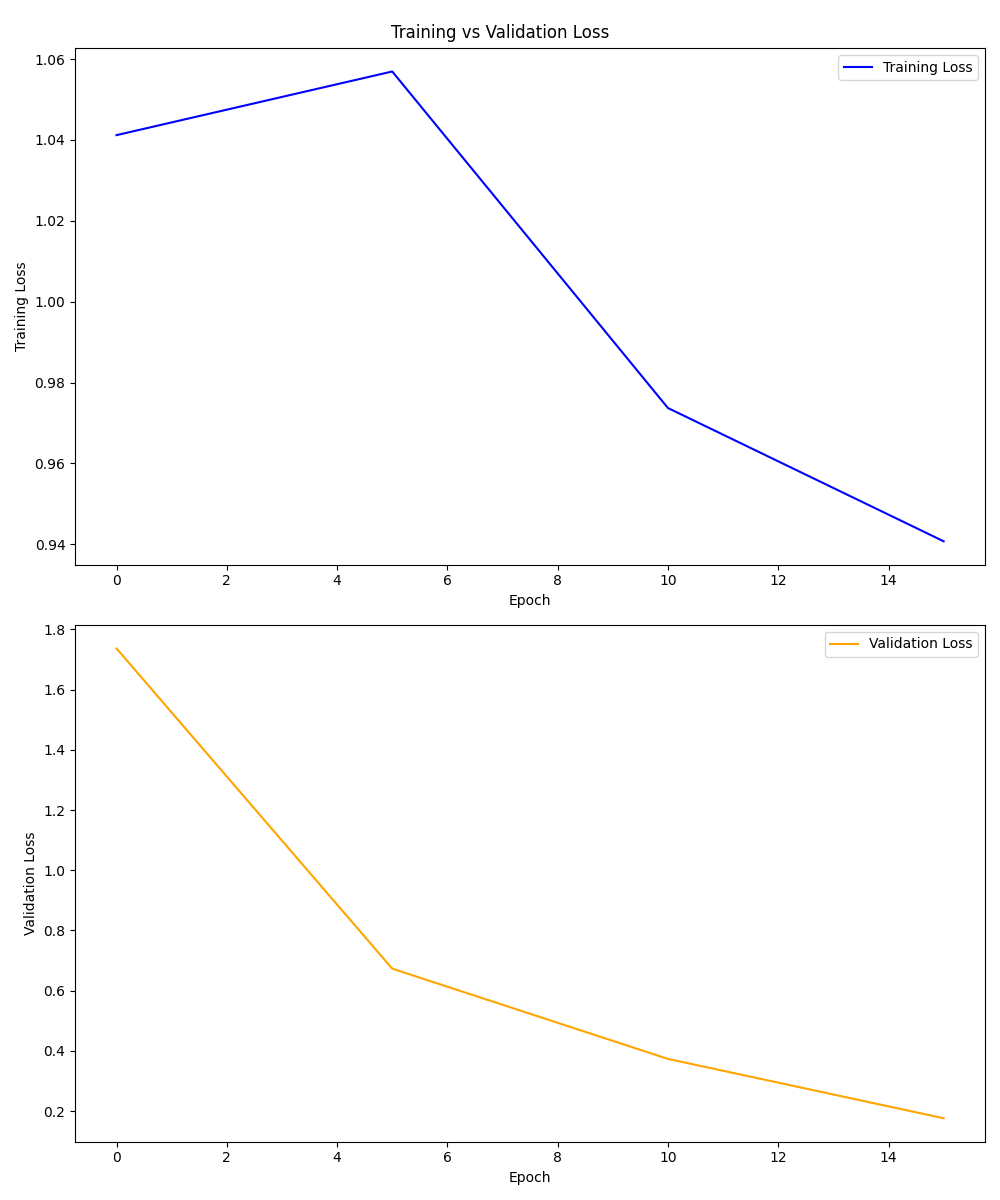 Training vs Validation Loss
1.06
1.04
1.02
1.00
0.98
0.96
0.94
Training Loss
Training Loss
0 2 4 6 8 10 12 14
Epoch
1.8
1.6
1.4
1.2
1.0
0.8
0.6
0.4
0.2
Validation Loss
Validation Loss
0 2 4 6 8 10 12 14
Epoch